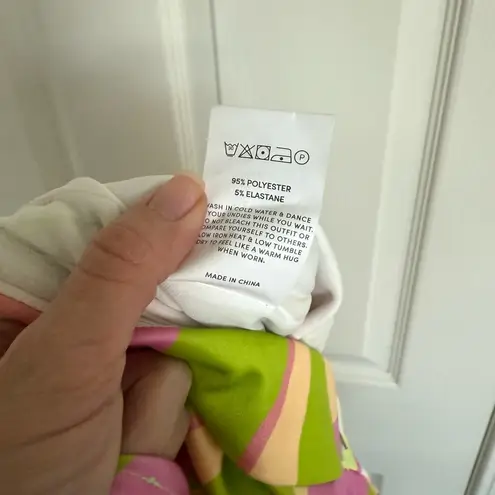 30
P
95% POLYESTER
5% ELASTANE
WASH IN COLD WATER & DANCE
YOUR UNDIES WHILE YOU WAIT.
DO NOT BLEACH THIS OUTFIT OR
COMPARE YOURSELF TO OTHERS.
LOW IRON HEAT & LOW TUMBLE
DRY TO FEEL LIKE A WARM HUG
WHEN WORN.
MADE IN CHINA